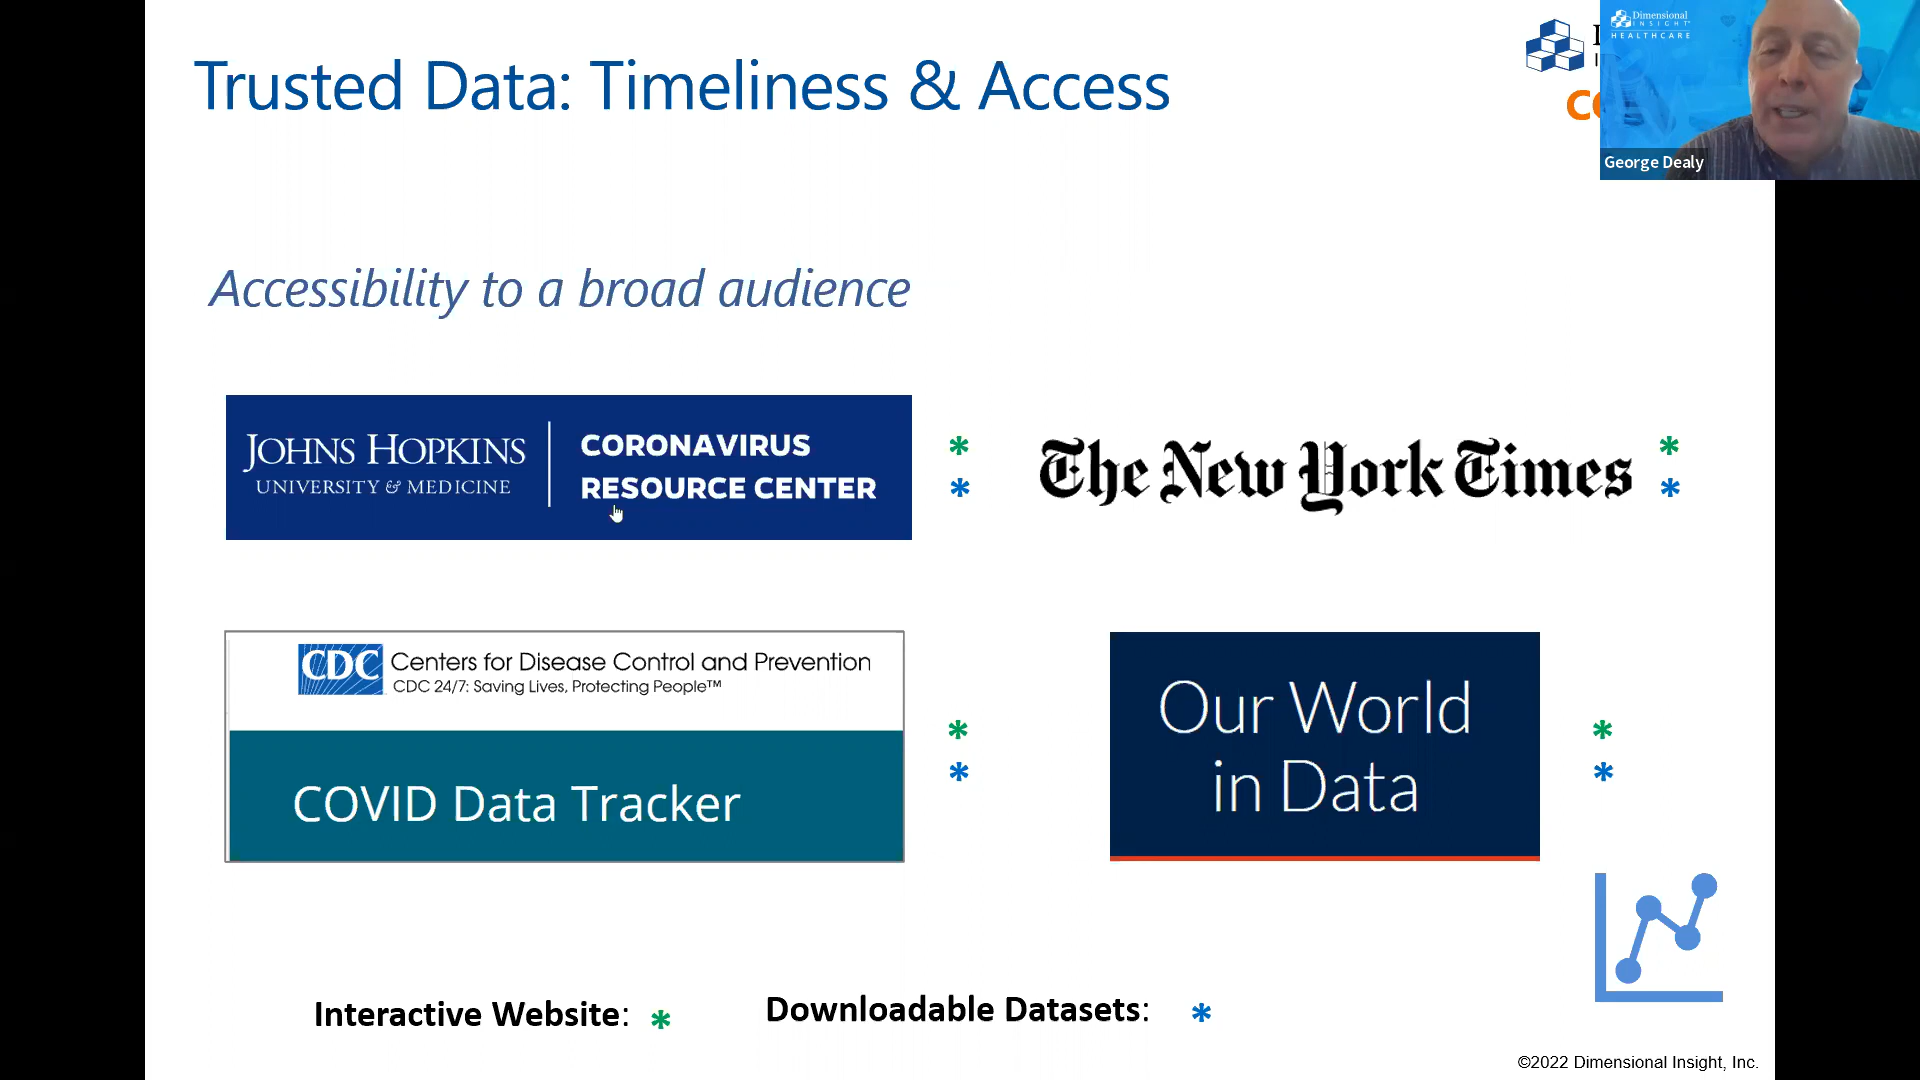 Trusted Data: Timeliness & Access
Dimensional
INSIGHT
HEALTHCARE
George Dealy
Accessibility to a broad audience
JOHNS HOPKINS
UNIVERSITY & MEDICINE
CORONAVIRUS
RESOURCE CENTER
*
*
The New York Times
*
*
CDC
Centers for Disease Control and Prevention
CDC 24/7: Saving Lives, Protecting People™
COVID Data Tracker
*
*
Our World
in Data
*
*
Interactive Website: *
Downloadable Datasets: *
©2022 Dimensional Insight, Inc.